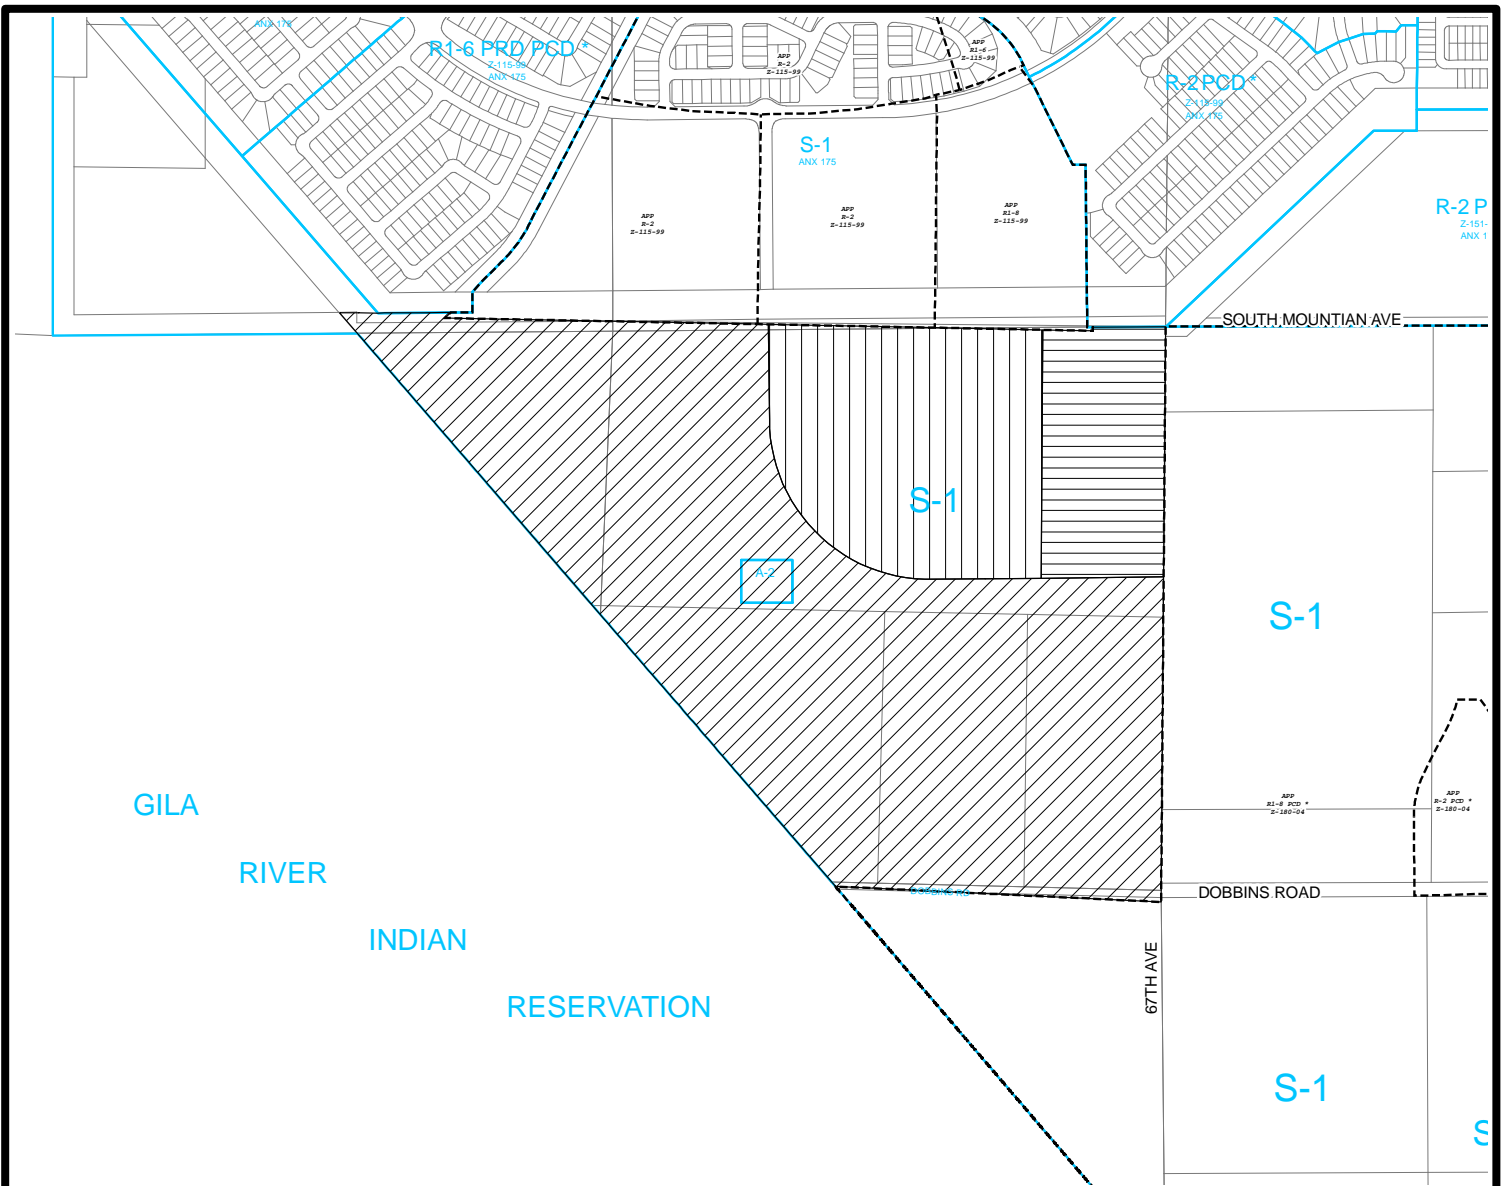 ANX 175
R1-6 PRD PCD *
Z-115-99
ANX 175
APP
R-2
Z-115-99
APP
R1-6
Z-115-99
R-2 PCD *
Z-115-99
ANX 175
S-1
ANX 175
APP
R-2
Z-115-99
APP
R-2
Z-115-99
APP
R1-8
Z-115-99
R-2 P
Z-151-
ANX 1
SOUTH MOUNTIAN AVE
S-1
A-2
S-1
GILA
RIVER
INDIAN
RESERVATION
APP
R1-8 PCD *
Z-180-04
APP
R-2 PCD *
Z-180-04
DOBBINS RD
DOBBINS ROAD
67TH AVE
S-1
S